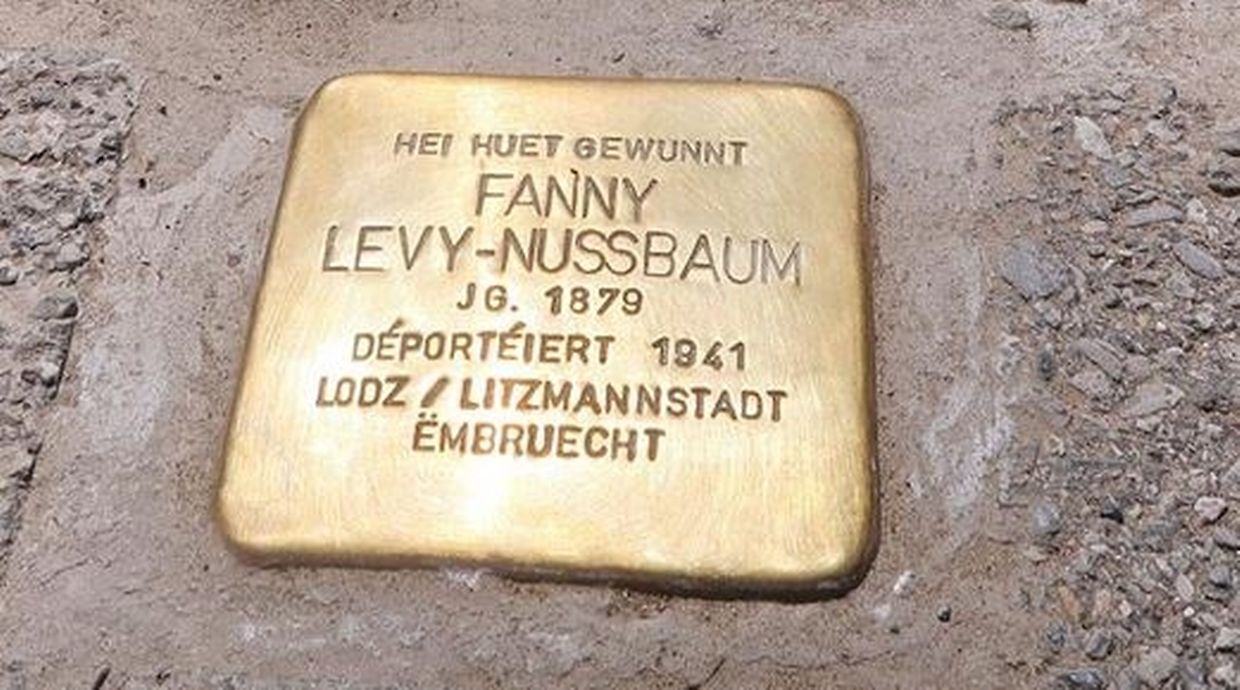 HEI HUET GEWUNNT
FANNY
LEVY-NUSSBAUM
JG. 1879
DÉPORTÉIERT 1941
LODZ / LITZMANNSTADT
ËMBRUECHT